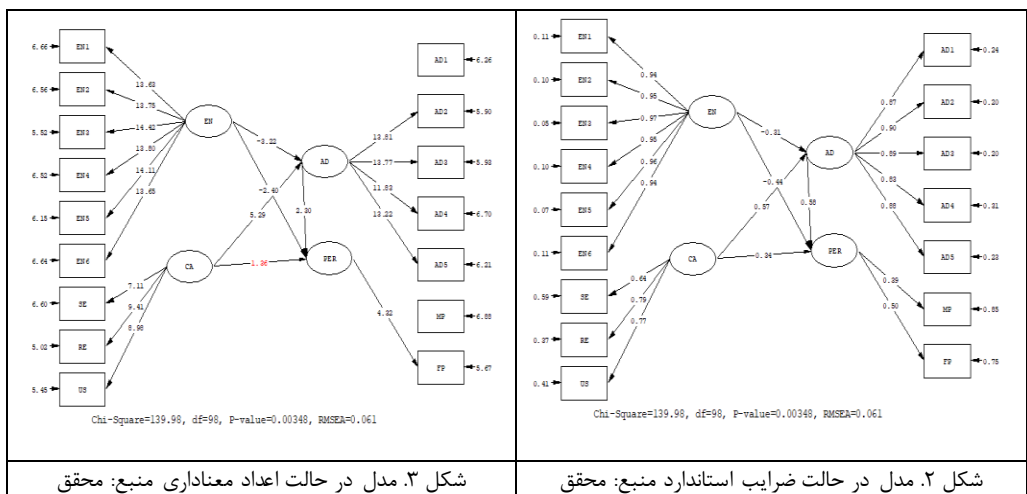 6.66
EN1
6.56
EN2
5.52
EN3
6.52
EN4
6.15
EN5
6.64
EN6
6.60
SE
5.02
RE
5.45
US
13.63
13.75
14.42
13.80
14.11
13.65
7.11
9.41
8.98
EN
CA
-3.22
-2.40
5.29
2.30
1.36
AD
PER
13.81
13.77
11.83
13.22
4.32
AD1
6.26
AD2
5.90
AD3
5.93
AD4
6.70
AD5
6.21
MP
6.88
FP
5.67
Chi-Square=139.98, df=98, P-value=0.00348, RMSEA=0.061
0.11
EN1
0.10
EN2
0.05
EN3
0.10
EN4
0.07
EN5
0.11
EN6
0.59
SE
0.37
RE
0.41
US
0.94
0.95
0.97
0.95
0.96
0.94
0.64
0.79
0.77
EN
CA
-0.31
-0.44
0.57
0.58
0.34
AD
PER
0.87
0.90
0.89
0.83
0.88
0.39
0.50
AD1
0.24
AD2
0.20
AD3
0.20
AD4
0.31
AD5
0.23
MP
0.85
FP
0.75
Chi-Square=139.98, df=98, P-value=0.00348, RMSEA=0.061
شکل ۲. مدل در حالت ضرایب استاندارد منبع: محقق
شکل ۳. مدل در حالت اعداد معناداری منبع: محقق